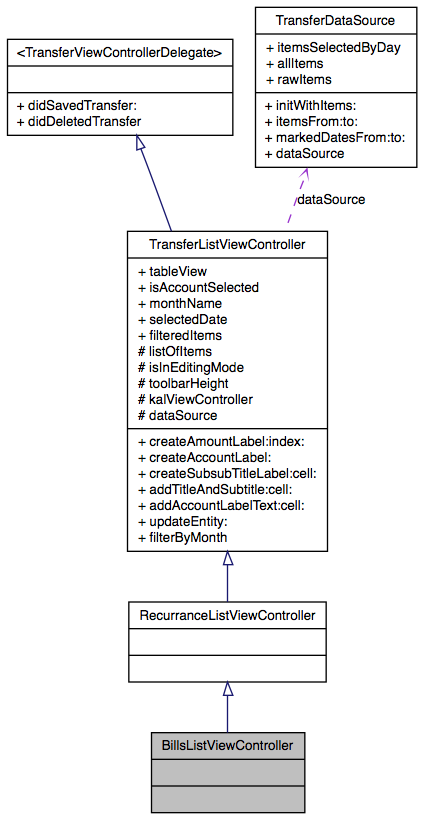 TransferDataSource
+ itemsSelectedByDay
+ allItems
+ rawItems
+ initWithItems:
+ itemsFrom:to:
+ markedDatesFrom:to:
+ dataSource
<TransferViewControllerDelegate>
+ didSavedTransfer:
+ didDeletedTransfer
dataSource
TransferListViewController
+ tableView
+ isAccountSelected
+ monthName
+ selectedDate
+ filteredItems
# listOfItems
# isInEditingMode
# toolbarHeight
# kalViewController
# dataSource
+ createAmountLabel:index:
+ createAccountLabel:
+ createSubsubTitleLabel:cell:
+ addTitleAndSubtitle:cell:
+ addAccountLabelText:cell:
+ updateEntity:
+ filterByMonth
RecurranceListViewController
BillsListViewController